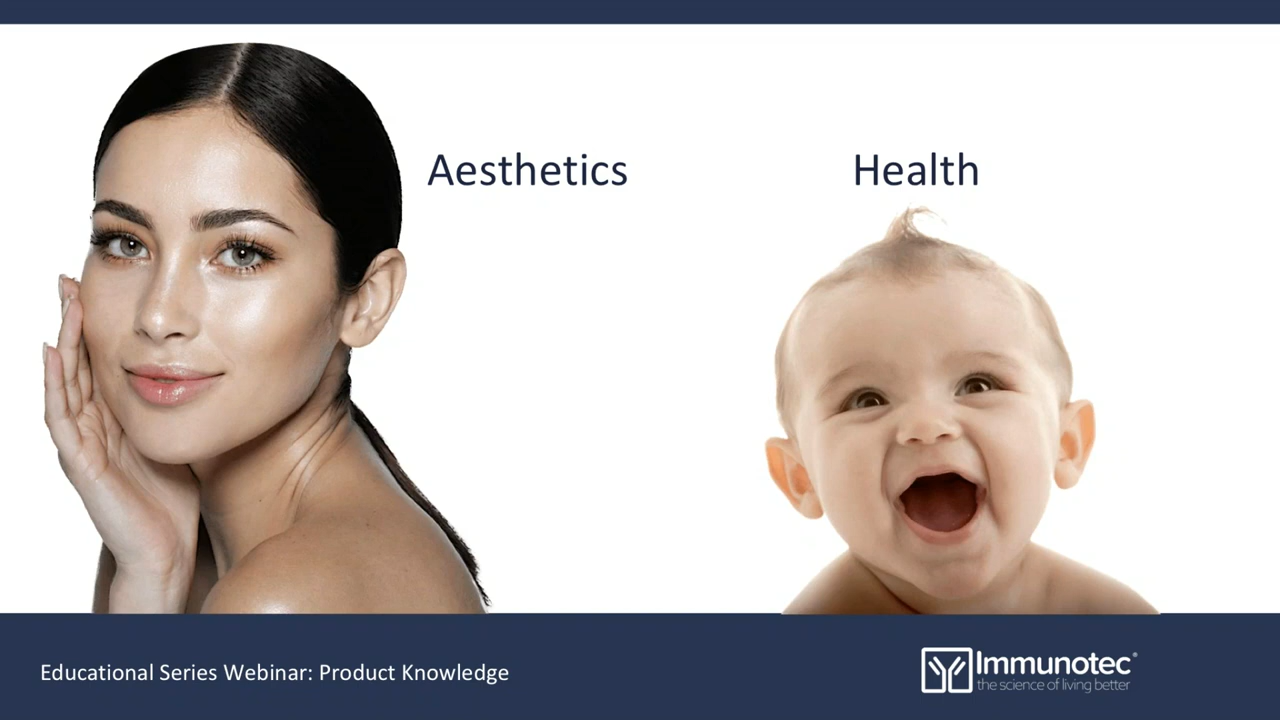 Aesthetics
Health
Educational Series Webinar: Product Knowledge
Immunotec®
the science of living better